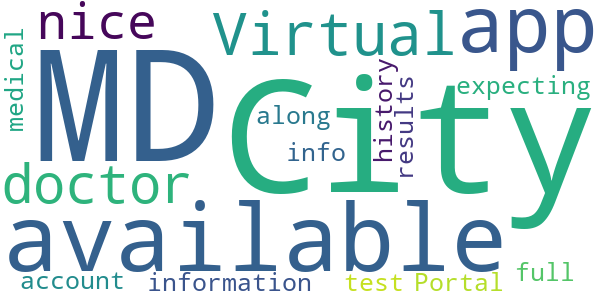 nice
Virtual
app
medical
MD
City
history
results
expecting
along
info
doctor
available
account
information
test
Portal
full